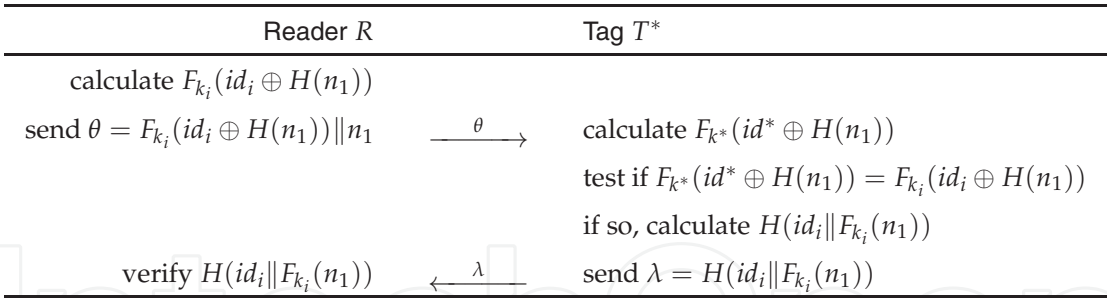 Reader R Tag T*
calculate F_{k_i}(id_i ⊕ H(n_1))
send θ = F_{k_i}(id_i ⊕ H(n_1))∥n_1 θ → calculate F_{k*}(id* ⊕ H(n_1))
test if F_{k*}(id* ⊕ H(n_1)) = F_{k_i}(id_i ⊕ H(n_1))
if so, calculate H(id_i∥F_{k_i}(n_1))
verify H(id_i∥F_{k_i}(n_1)) ← λ send λ = H(id_i∥F_{k_i}(n_1))